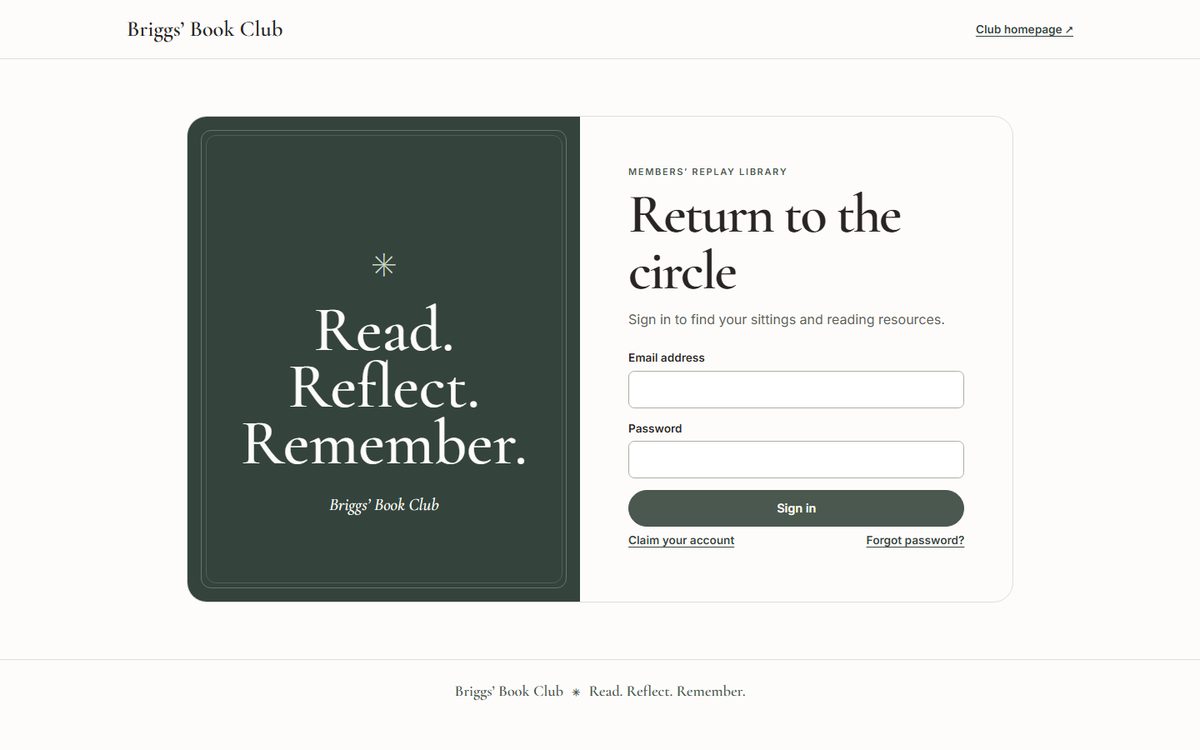 Briggs’ Book Club
Club homepage ↗
Read.
Reflect.
Remember.
Briggs’ Book Club
MEMBERS’ REPLAY LIBRARY
Return to the
circle
Sign in to find your sittings and reading resources.
Email address
Password
Sign in
Claim your account
Forgot password?
Briggs’ Book Club ✳ Read. Reflect. Remember.